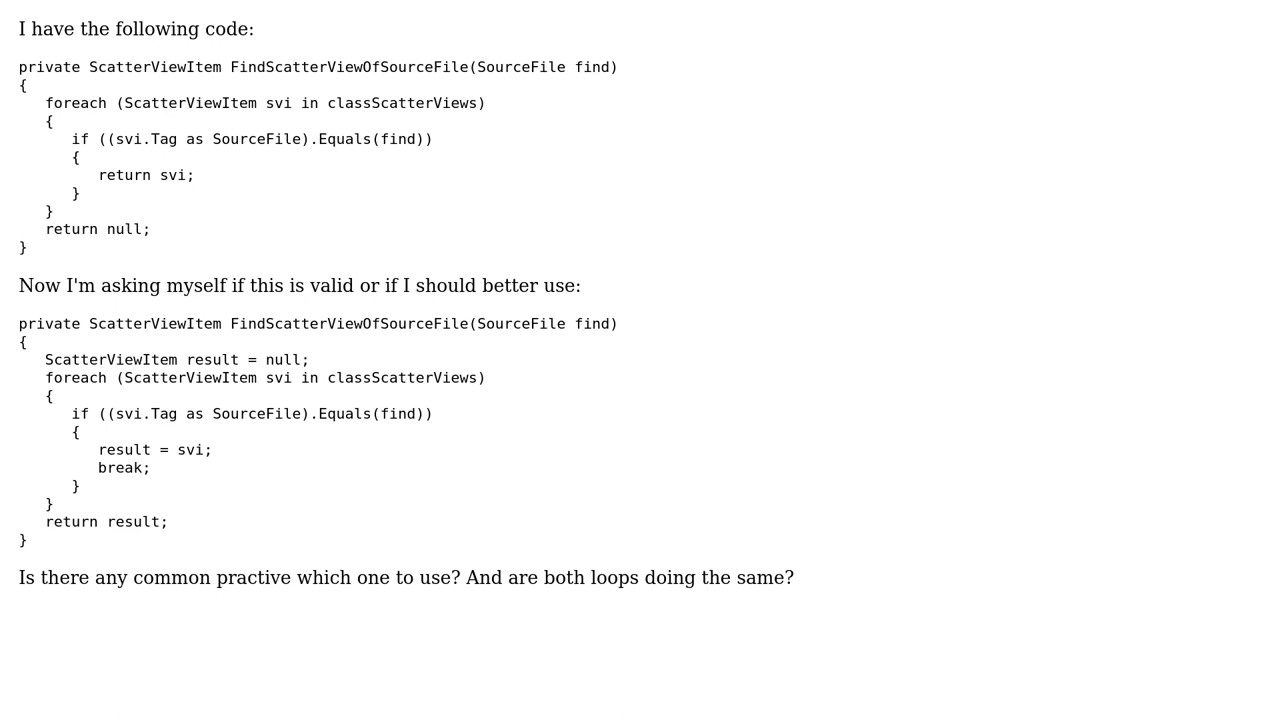 I have the following code:
private ScatterViewItem FindScatterViewOfSourceFile(SourceFile find)
{
   foreach (ScatterViewItem svi in classScatterViews)
   {
      if ((svi.Tag as SourceFile).Equals(find))
      {
         return svi;
      }
   }
   return null;
}
Now I'm asking myself if this is valid or if I should better use:
private ScatterViewItem FindScatterViewOfSourceFile(SourceFile find)
{
   ScatterViewItem result = null;
   foreach (ScatterViewItem svi in classScatterViews)
   {
      if ((svi.Tag as SourceFile).Equals(find))
      {
         result = svi;
         break;
      }
   }
   return result;
}
Is there any common practive which one to use? And are both loops doing the same?